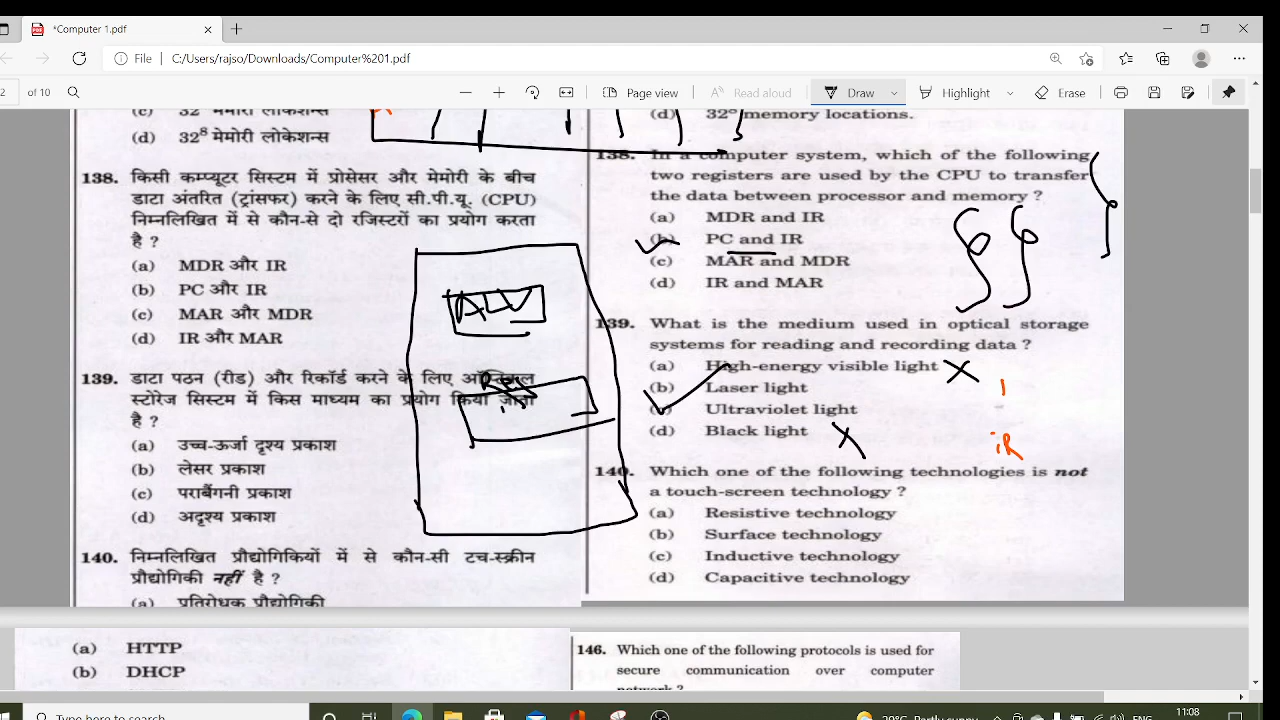 *Computer 1.pdf
File C:/Users/rajso/Downloads/Computer%201.pdf
2 of 10
Page view
Read aloud
Draw
Highlight
Erase
(d) 32⁸ मेमोरी लोकेशन्स
138. किसी कम्प्यूटर सिस्टम में प्रोसेसर और मेमोरी के बीच
डाटा अंतरित (ट्रांसफर) करने के लिए सी.पी.यू. (CPU)
निम्नलिखित में से कौन-से दो रजिस्टरों का प्रयोग करता
है ?
(a) MDR और IR
(b) PC और IR
(c) MAR और MDR
(d) IR और MAR
139. डाटा पठन (रीड) और रिकॉर्ड करने के लिए
स्टोरेज सिस्टम में किस माध्यम का प्रयोग किया जाता
है ?
(a) उच्च-ऊर्जा दृश्य प्रकाश
(b) लेसर प्रकाश
(c) पराबैंगनी प्रकाश
(d) अदृश्य प्रकाश
140. निम्नलिखित प्रौद्योगिकियों में से कौन-सी टच-स्क्रीन
प्रौद्योगिकी नहीं है ?
(a) प्रतिरोधक प्रौद्योगिकी
ALU
(d) 32⁸ memory locations.
138. In a computer system, which of the following
two registers are used by the CPU to transfer
the data between processor and memory ?
(a) MDR and IR
(b) PC and IR
(c) MAR and MDR
(d) IR and MAR
139. What is the medium used in optical storage
systems for reading and recording data ?
(a) High-energy visible light
(b) Laser light
(c) Ultraviolet light
(d) Black light
iR
140. Which one of the following technologies is not
a touch-screen technology ?
(a) Resistive technology
(b) Surface technology
(c) Inductive technology
(d) Capacitive technology
(a) HTTP
(b) DHCP
146. Which one of the following protocols is used for
secure communication over computer
network ?
Type here to search
Partly sunny
ENG
11:08